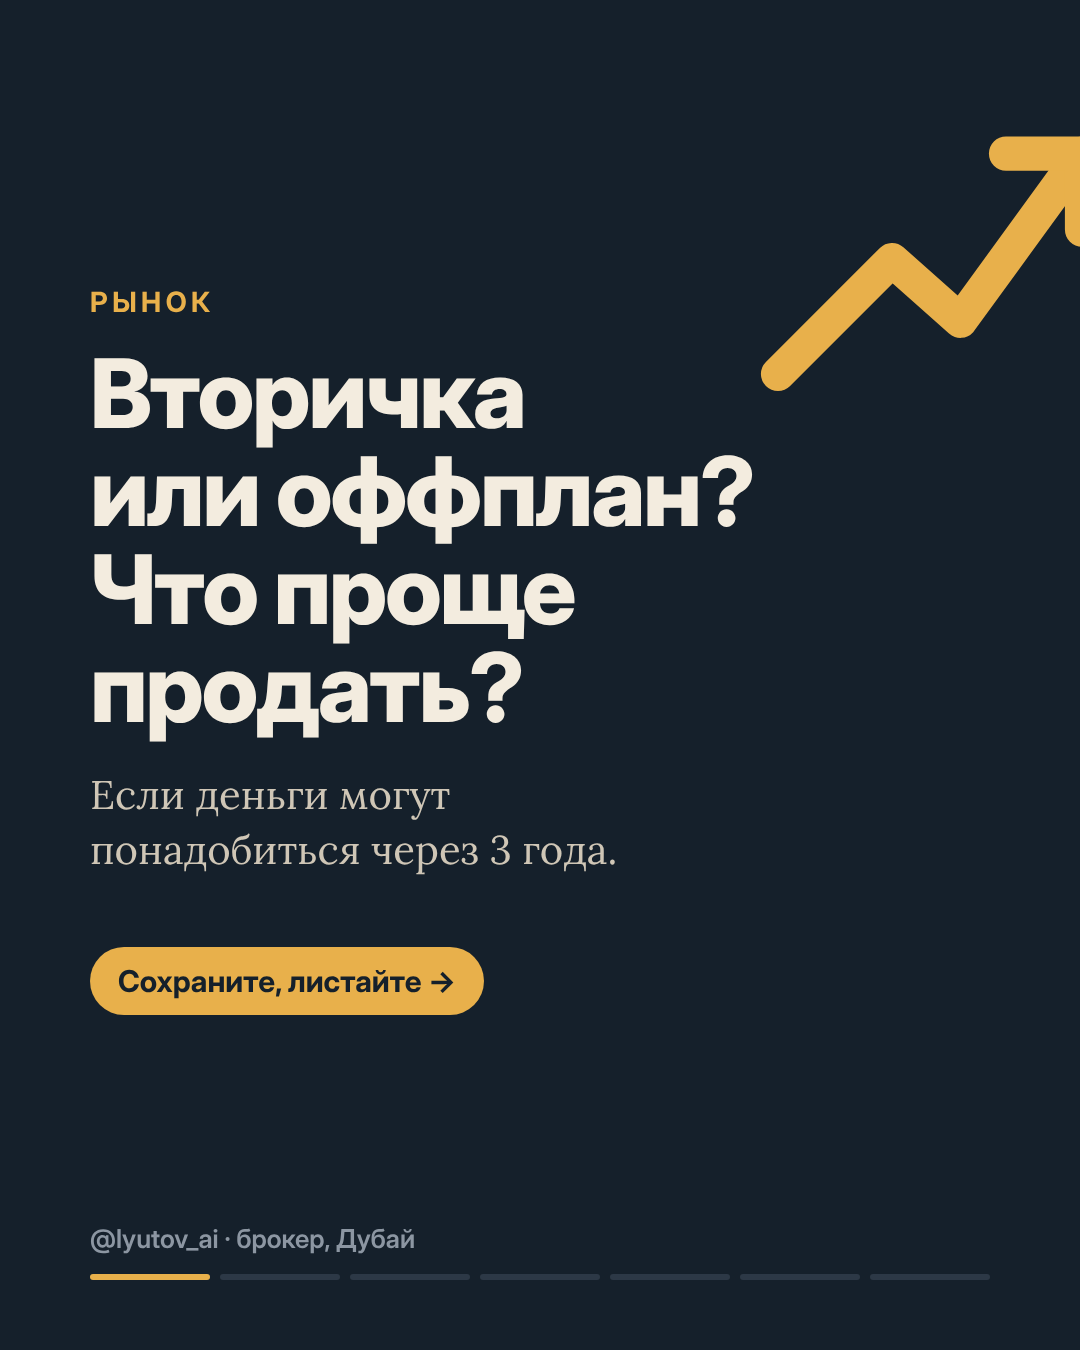 РЫНОК
Вторичка
или оффплан?
Что проще
продать?
Если деньги могут
понадобиться через 3 года.
Сохраните, листайте →
@lyutov_ai · брокер, Дубай